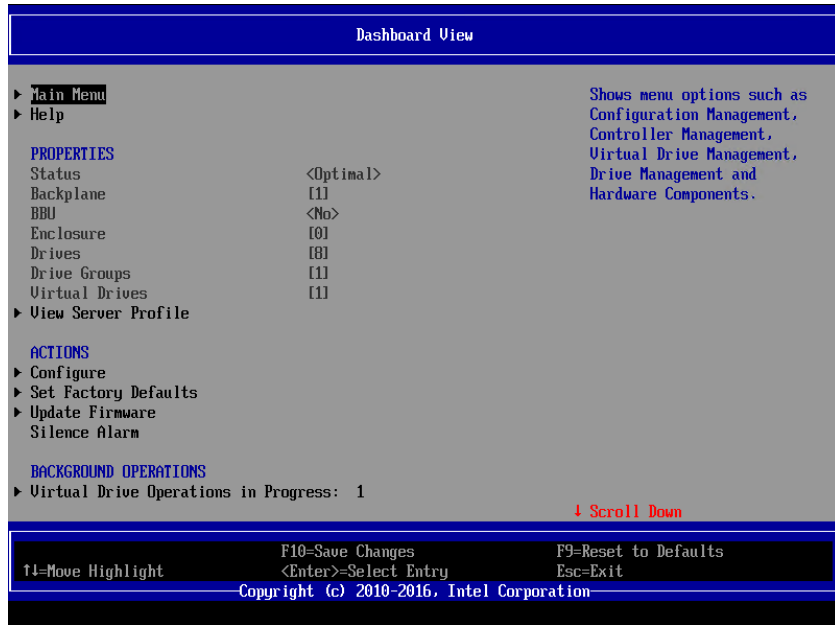 Dashboard View
▶ Main Menu
▶ Help
PROPERTIES
Status <Optimal>
Backplane [1]
BBU <No>
Enclosure [0]
Drives [8]
Drive Groups [1]
Virtual Drives [1]
▶ View Server Profile
ACTIONS
▶ Configure
▶ Set Factory Defaults
▶ Update Firmware
Silence Alarm
BACKGROUND OPERATIONS
▶ Virtual Drive Operations in Progress: 1
Shows menu options such as
Configuration Management,
Controller Management,
Virtual Drive Management,
Drive Management and
Hardware Components.
↓ Scroll Down
F10=Save Changes F9=Reset to Defaults
↑↓=Move Highlight <Enter>=Select Entry Esc=Exit
Copyright (c) 2010-2016, Intel Corporation